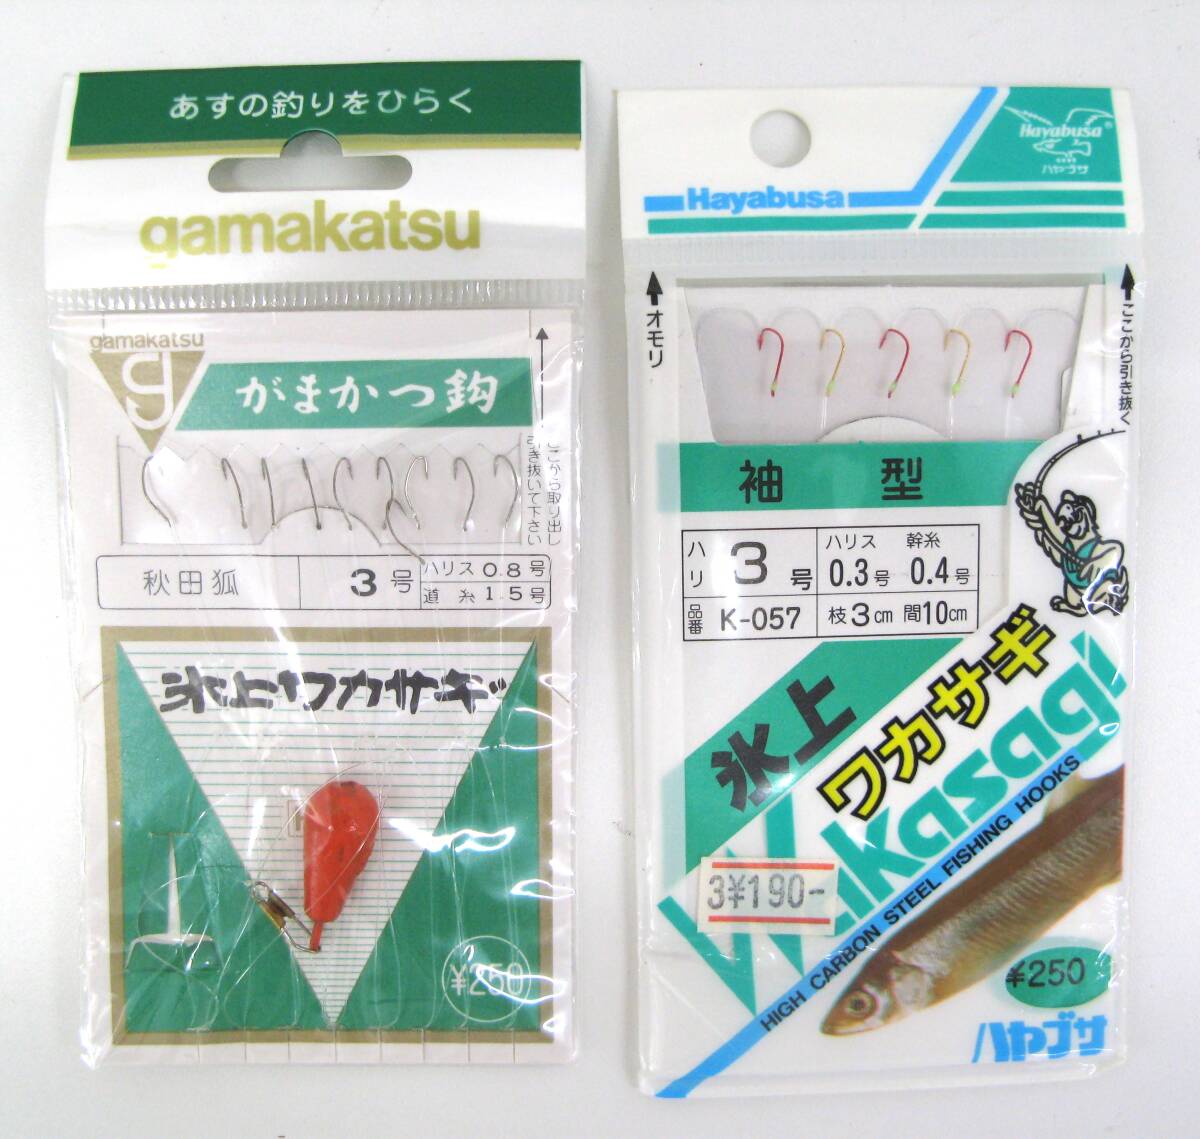 あすの釣りをひらく
gamakatsu
gamakatsu
がまかつ鈎
ここから取り出し
引き抜いて下さい
秋田狐
3号
ハリス 0.8号
道糸 1.5号
氷上ワカサギ
¥250
Hayabusa
Hayabusa®
ハヤブサ
オモリ
ここから引き抜く
袖型
ハリ
3号
ハリス 0.3号
幹糸 0.4号
品番
K-057
枝3cm 間10cm
氷上
ワカサギ
Wakasagi
HIGH CARBON STEEL FISHING HOOKS
3¥190-
¥250
ハヤブサ